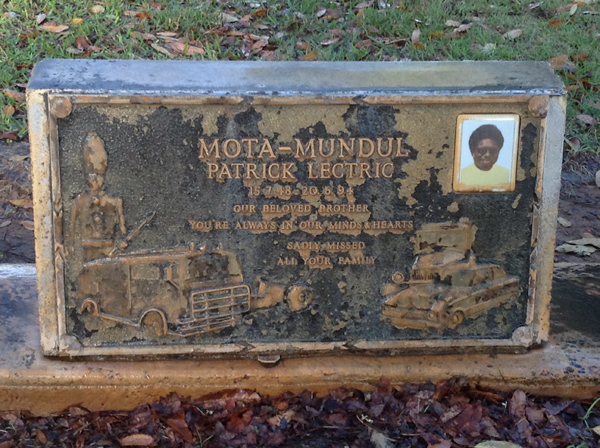 MOTA-MUNDUL
PATRICK LECTRIC
15.7.48 - 20.6.94
OUR BELOVED BROTHER
YOU'RE ALWAYS IN OUR MINDS & HEARTS
SADLY MISSED
ALL YOUR FAMILY